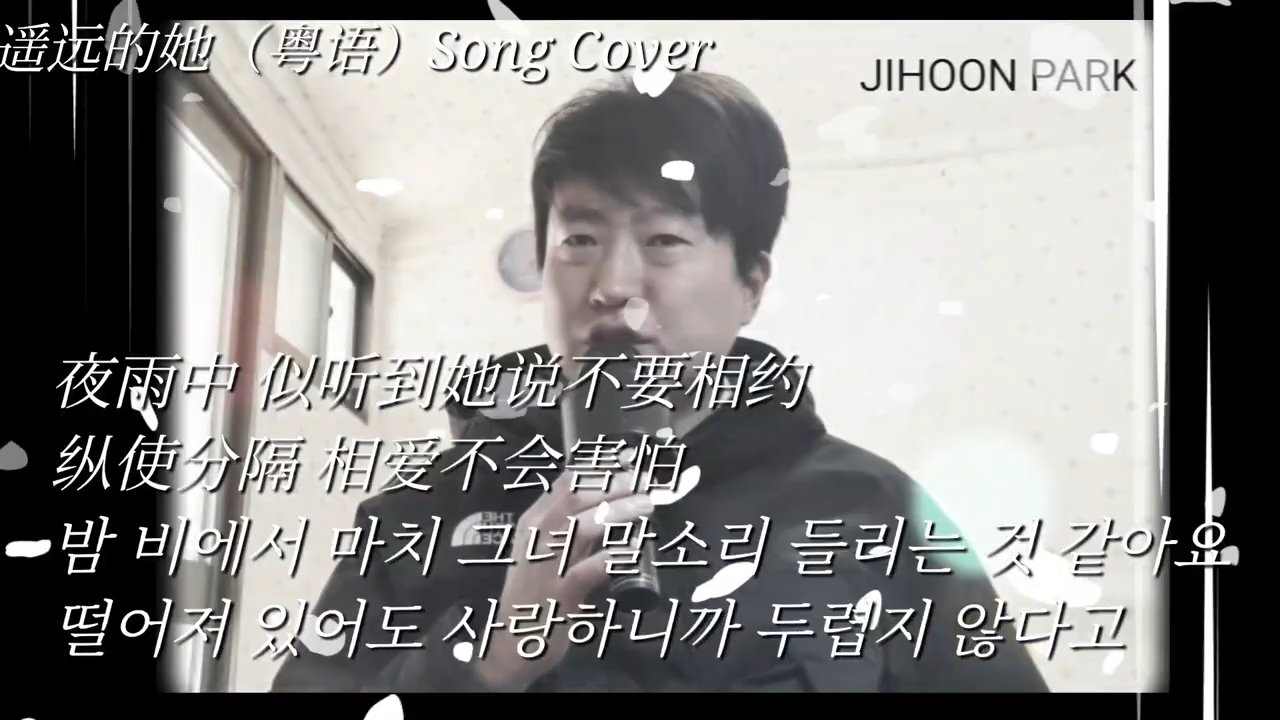 遥远的她（粤语）Song Cover
JIHOON PARK
夜雨中 似听到她说不要相约
纵使分隔 相爱不会害怕
THE
밤 비에서 마치 그녀 말소리 들리는 것 같아요
떨어져 있어도 사랑하니까 두렵지 않다고